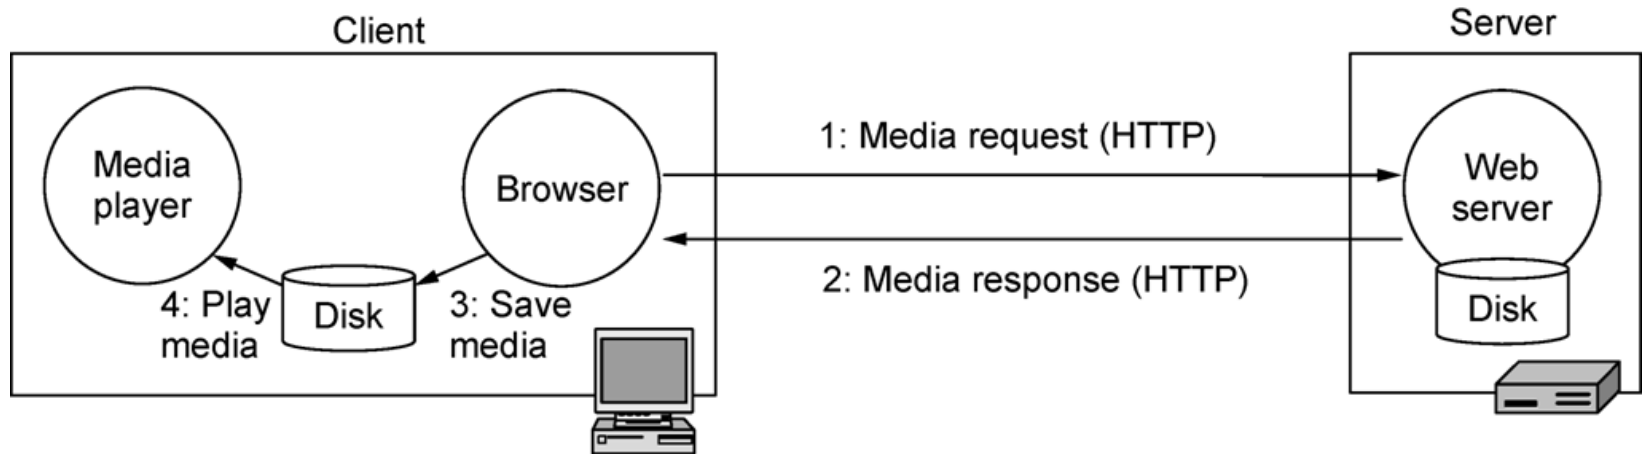 Client
Server
Media
player
Browser
1: Media request (HTTP)
Web
server
2: Media response (HTTP)
4: Play
media
Disk
3: Save
media
Disk